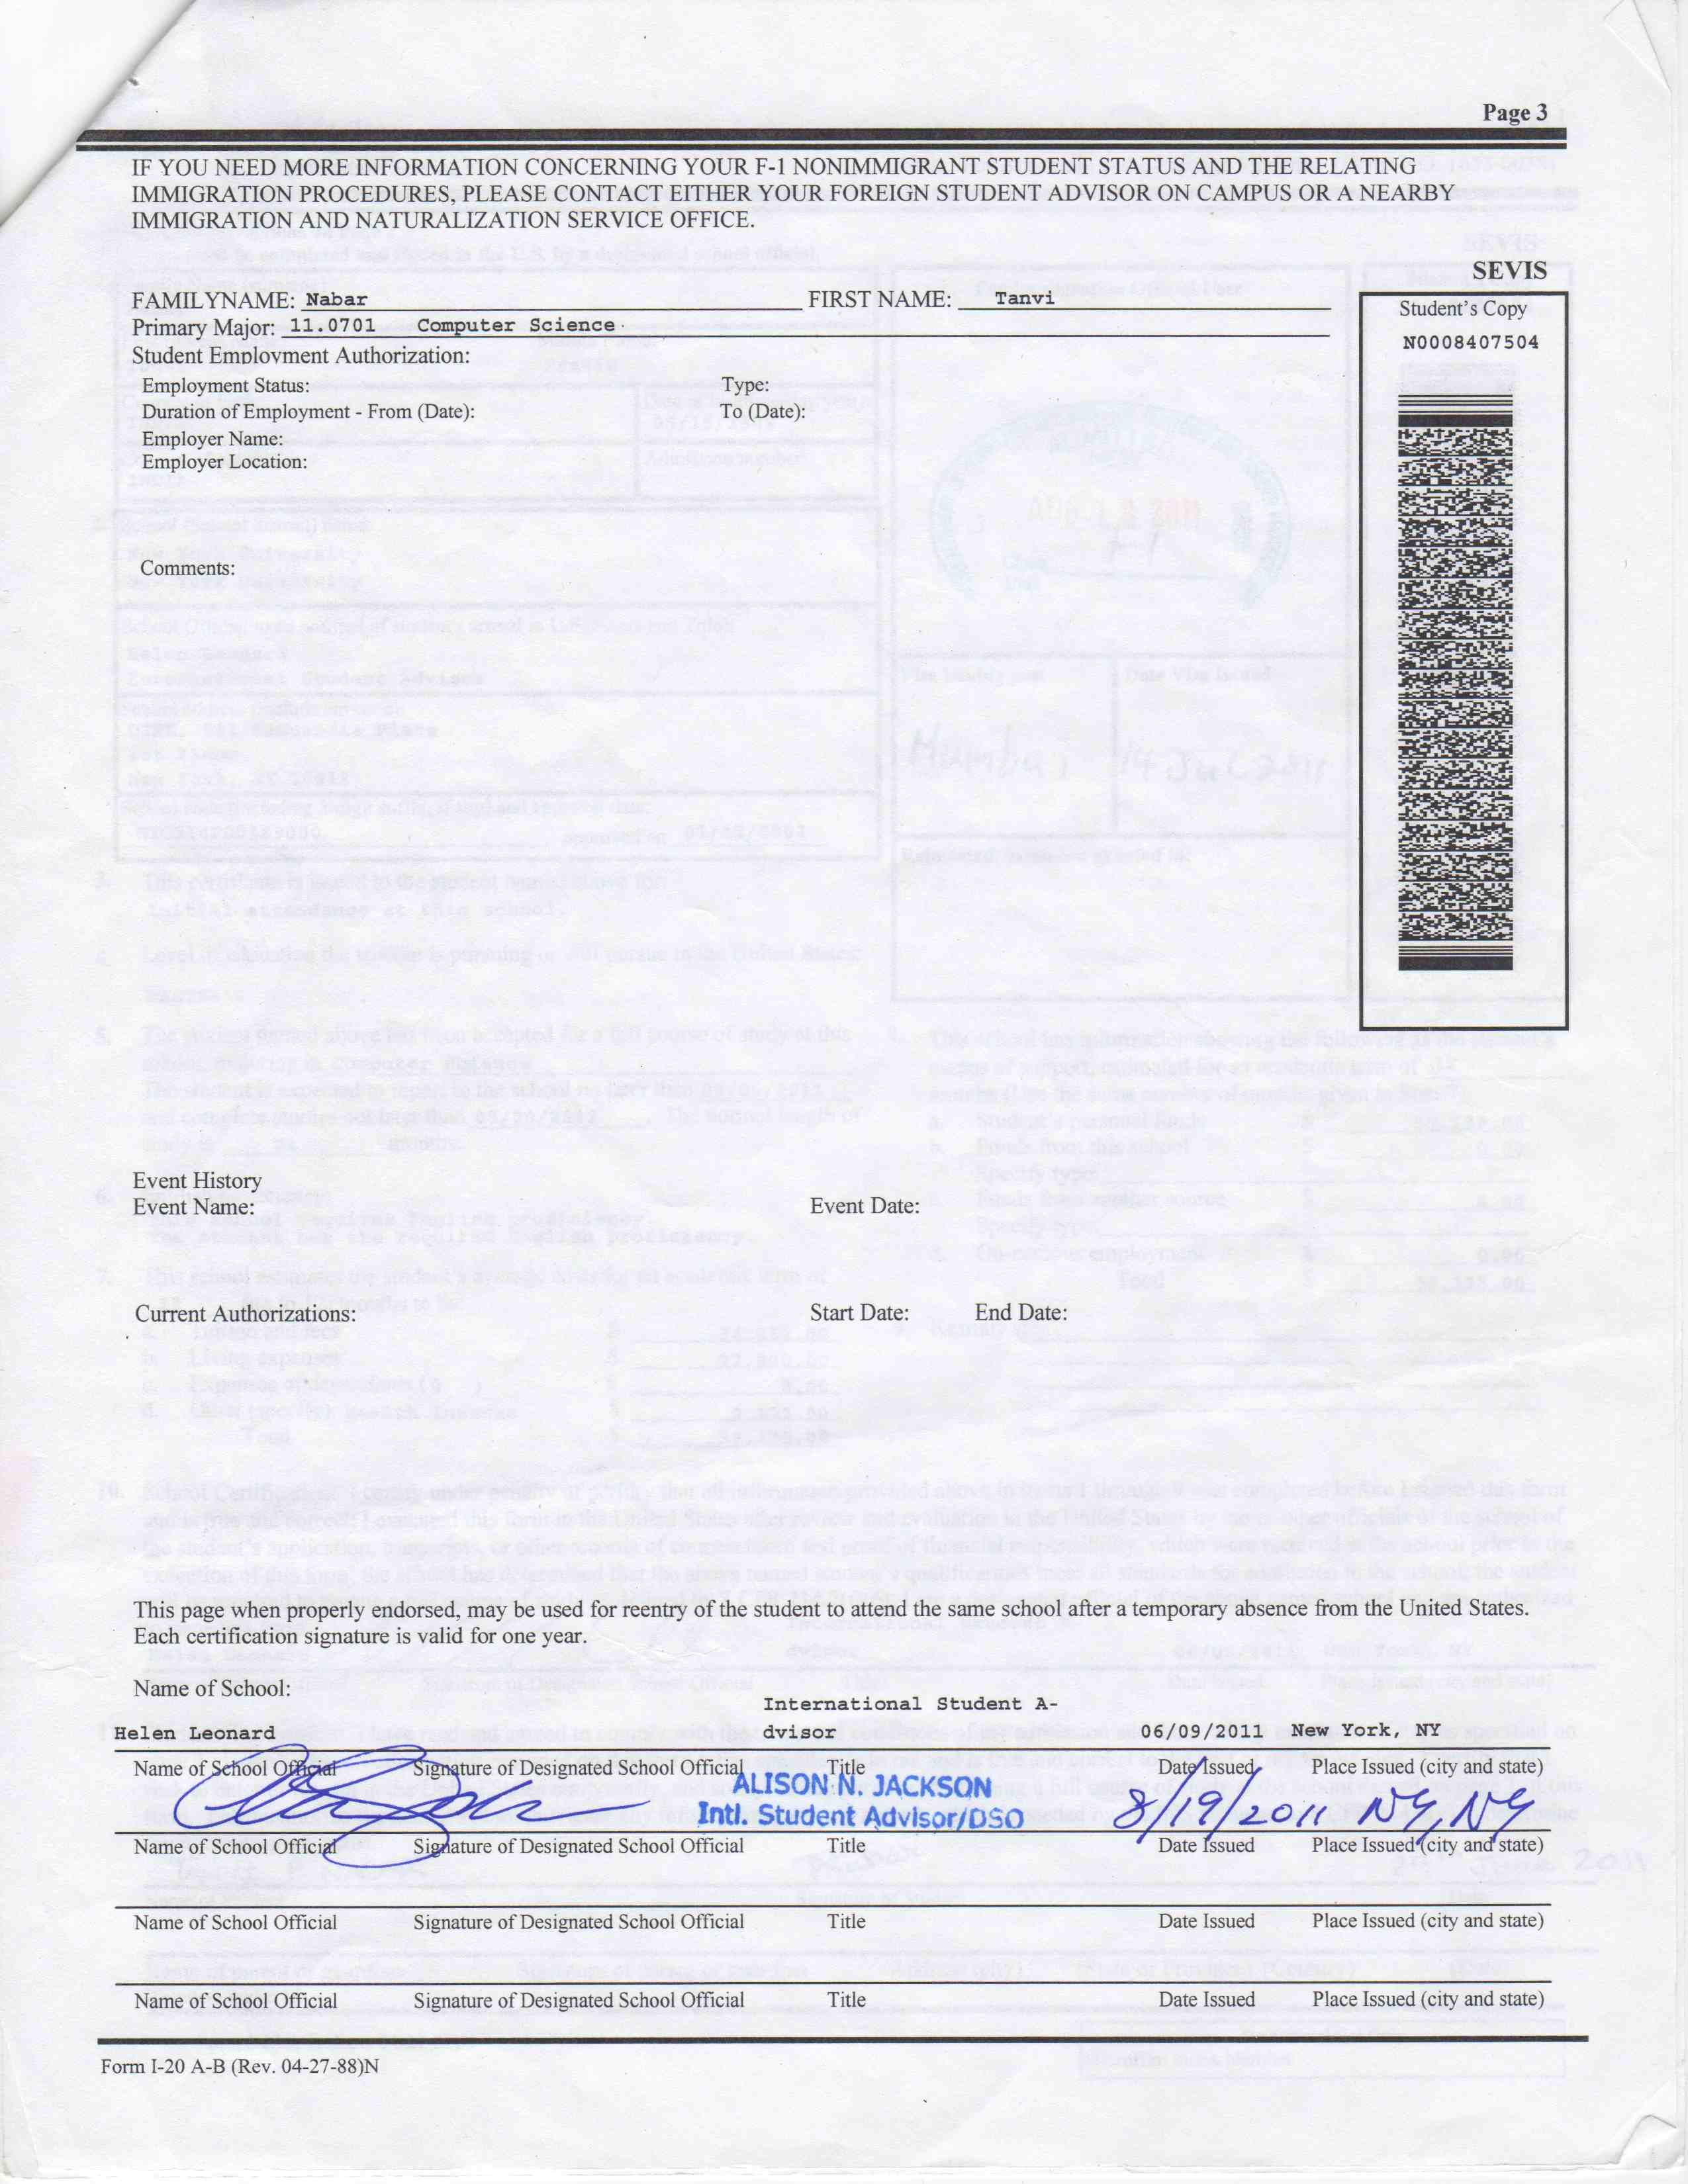 Page 3
IF YOU NEED MORE INFORMATION CONCERNING YOUR F-1 NONIMMIGRANT STUDENT STATUS AND THE RELATING
IMMIGRATION PROCEDURES, PLEASE CONTACT EITHER YOUR FOREIGN STUDENT ADVISOR ON CAMPUS OR A NEARBY
IMMIGRATION AND NATURALIZATION SERVICE OFFICE.
SEVIS
FAMILYNAME: Nabar FIRST NAME: Tanvi
Student's Copy
Primary Major: 11.0701 Computer Science
N0008407504
Student Employment Authorization:
Employment Status: Type:
Duration of Employment - From (Date): To (Date):
Employer Name:
Employer Location:
Comments:
Event History
Event Name: Event Date:
Current Authorizations: Start Date: End Date:
This page when properly endorsed, may be used for reentry of the student to attend the same school after a temporary absence from the United States.
Each certification signature is valid for one year.
Name of School:
International Student A-
Helen Leonard dvisor 06/09/2011 New York, NY
Name of School Official Signature of Designated School Official Title Date Issued Place Issued (city and state)
ALISON N. JACKSON
Intl. Student Advisor/DSO 8/19/2011 NY, NY
Name of School Official Signature of Designated School Official Title Date Issued Place Issued (city and state)
Name of School Official Signature of Designated School Official Title Date Issued Place Issued (city and state)
Name of School Official Signature of Designated School Official Title Date Issued Place Issued (city and state)
Form I-20 A-B (Rev. 04-27-88)N